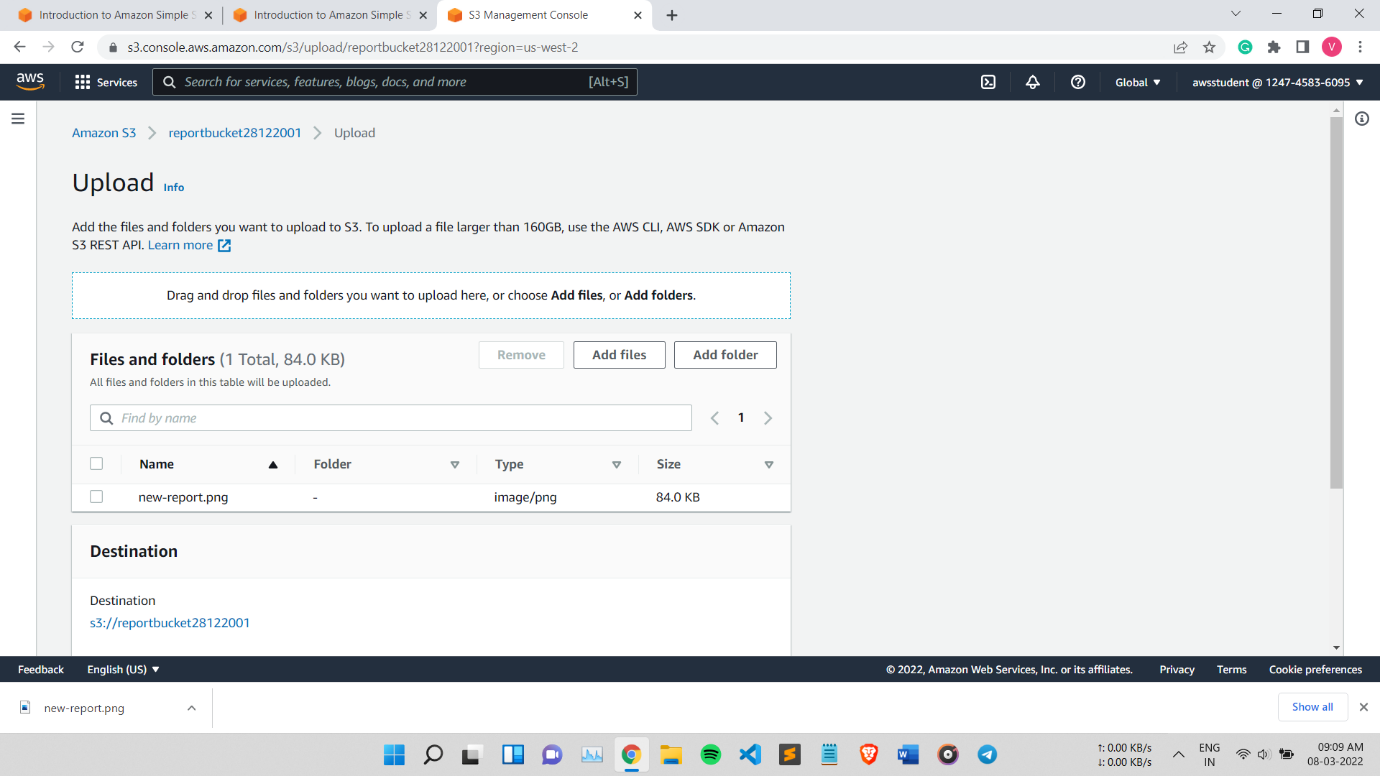 Introduction to Amazon Simple S
Introduction to Amazon Simple S
S3 Management Console
s3.console.aws.amazon.com/s3/upload/reportbucket28122001?region=us-west-2
V
aws
Services
Search for services, features, blogs, docs, and more
[Alt+S]
Global
awsstudent @ 1247-4583-6095
Amazon S3
reportbucket28122001
Upload
Upload Info
Add the files and folders you want to upload to S3. To upload a file larger than 160GB, use the AWS CLI, AWS SDK or Amazon
S3 REST API. Learn more
Drag and drop files and folders you want to upload here, or choose Add files, or Add folders.
Files and folders (1 Total, 84.0 KB)
Remove
Add files
Add folder
All files and folders in this table will be uploaded.
Find by name
1
Name
Folder
Type
Size
new-report.png
-
image/png
84.0 KB
Destination
Destination
s3://reportbucket28122001
Feedback
English (US)
© 2022, Amazon Web Services, Inc. or its affiliates.
Privacy
Terms
Cookie preferences
new-report.png
Show all
↑: 0.00 KB/s
↓: 0.00 KB/s
ENG
IN
09:09 AM
08-03-2022